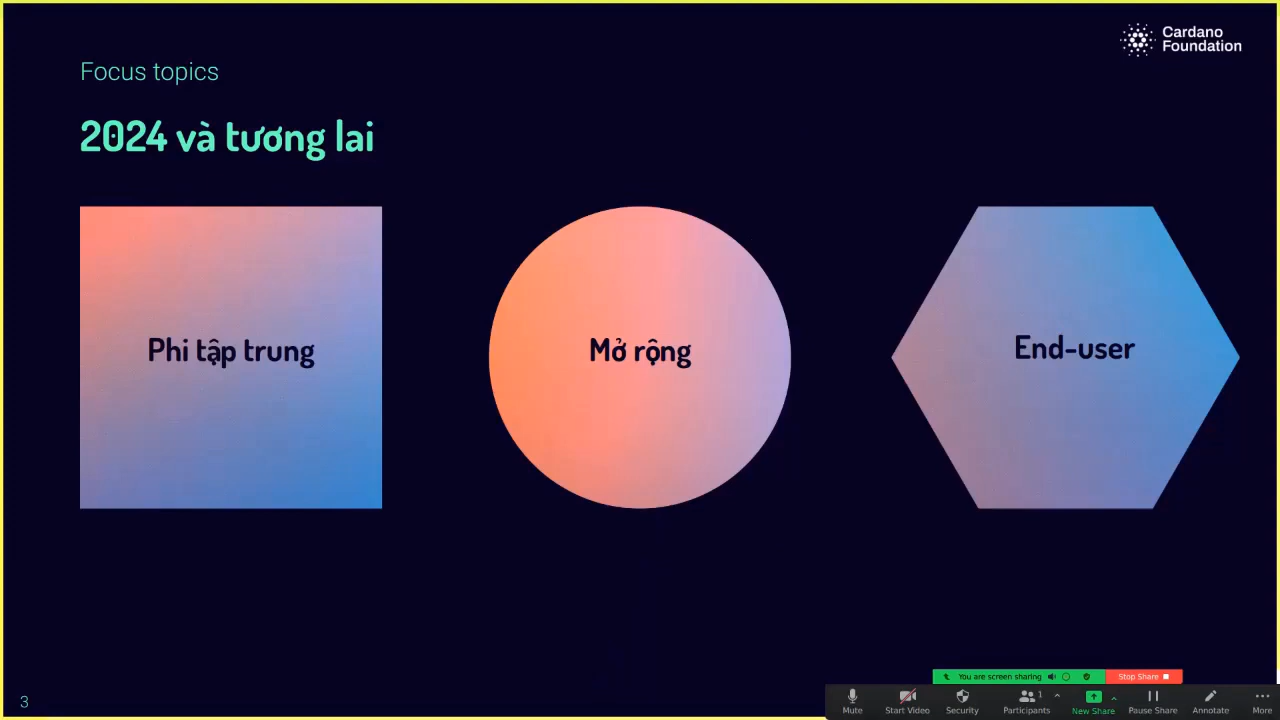 Cardano
Foundation
Focus topics
2024 và tương lai
Phi tập trung
Mở rộng
End-user
3
You are screen sharing
Stop Share
Mute
Start Video
Security
Participants
1
New Share
Pause Share
Annotate
More